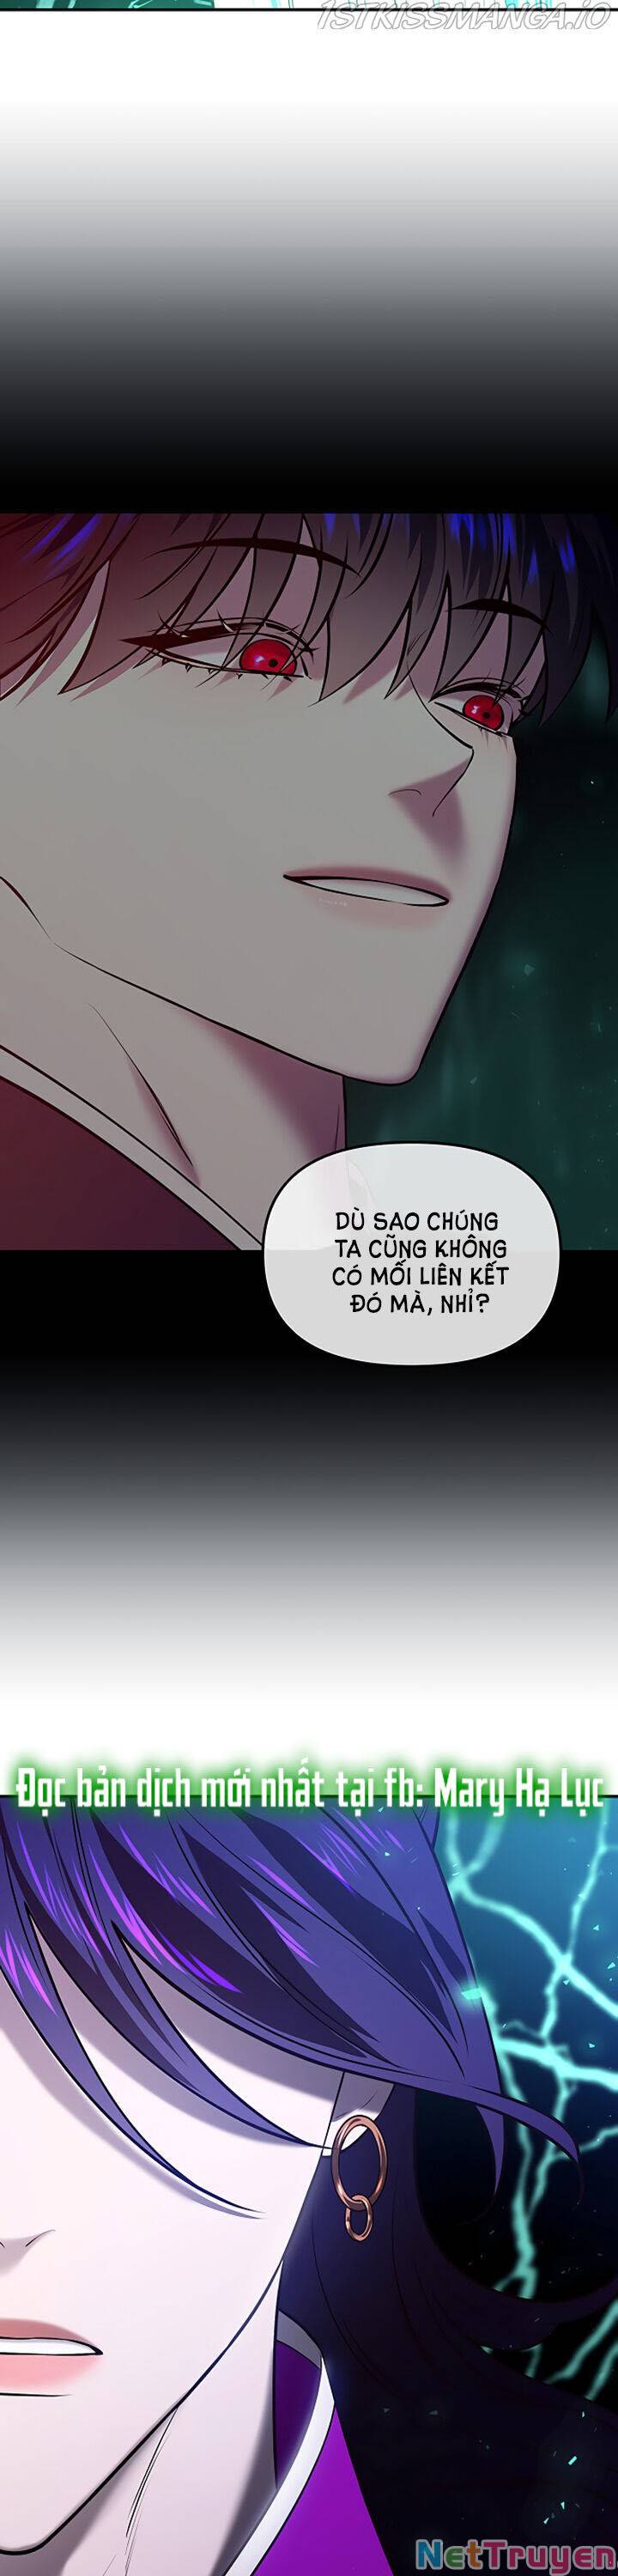 1STKISSMANGA.IO
DÙ SAO CHÚNG
TA CŨNG KHÔNG
CÓ MỐI LIÊN KẾT
ĐÓ MÀ, NHỈ?
Đọc bản dịch mới nhất tại fb: Mary Hạ Lục
NetTruyen